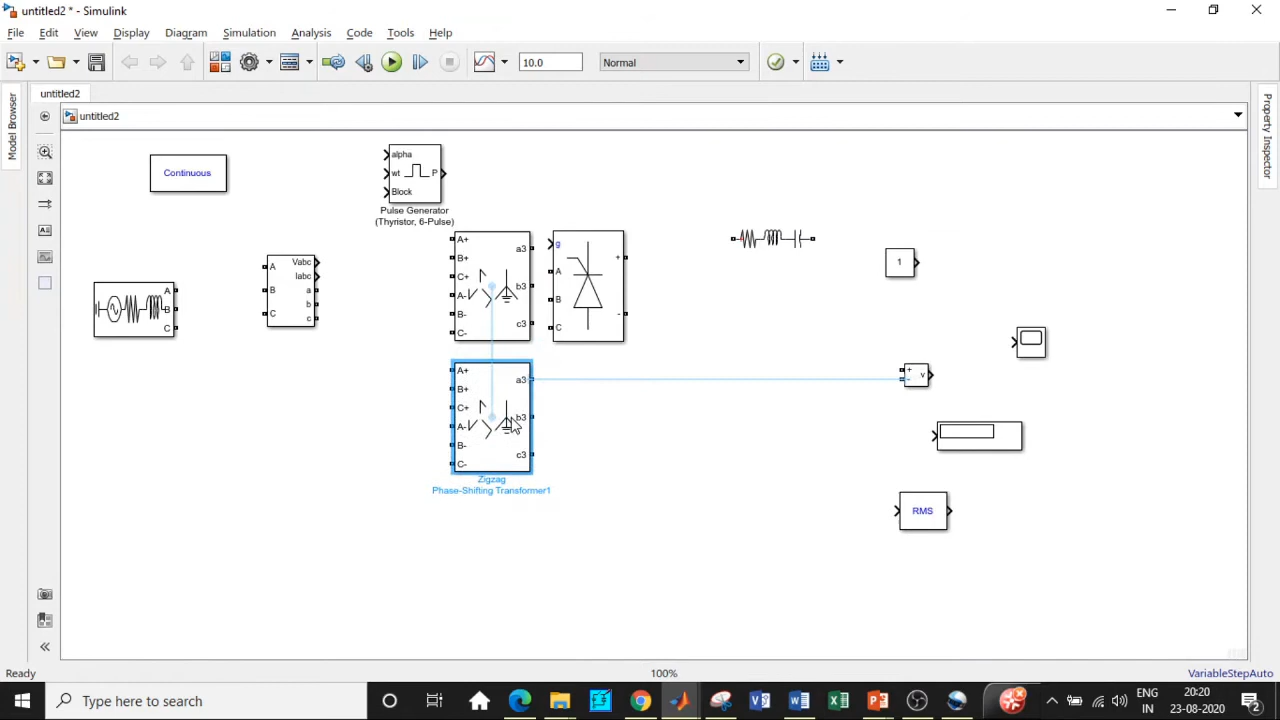 untitled2 * - Simulink
File Edit View Display Diagram Simulation Analysis Code Tools Help
10.0
Normal
untitled2
untitled2
Model Browser
Property Inspector
Continuous
alpha
wt
Block
P
Pulse Generator
(Thyristor, 6-Pulse)
A
B
C
A
B
C
Vabc
Iabc
a
b
c
A+
B+
C+
A-
B-
C-
a3
b3
c3
g
A
B
C
+
-
1
A+
B+
C+
A-
B-
C-
a3
b3
c3
Zigzag
Phase-Shifting Transformer1
+
-
v
RMS
Ready
100%
VariableStepAuto
Type here to search
ENG
IN
20:20
23-08-2020
2